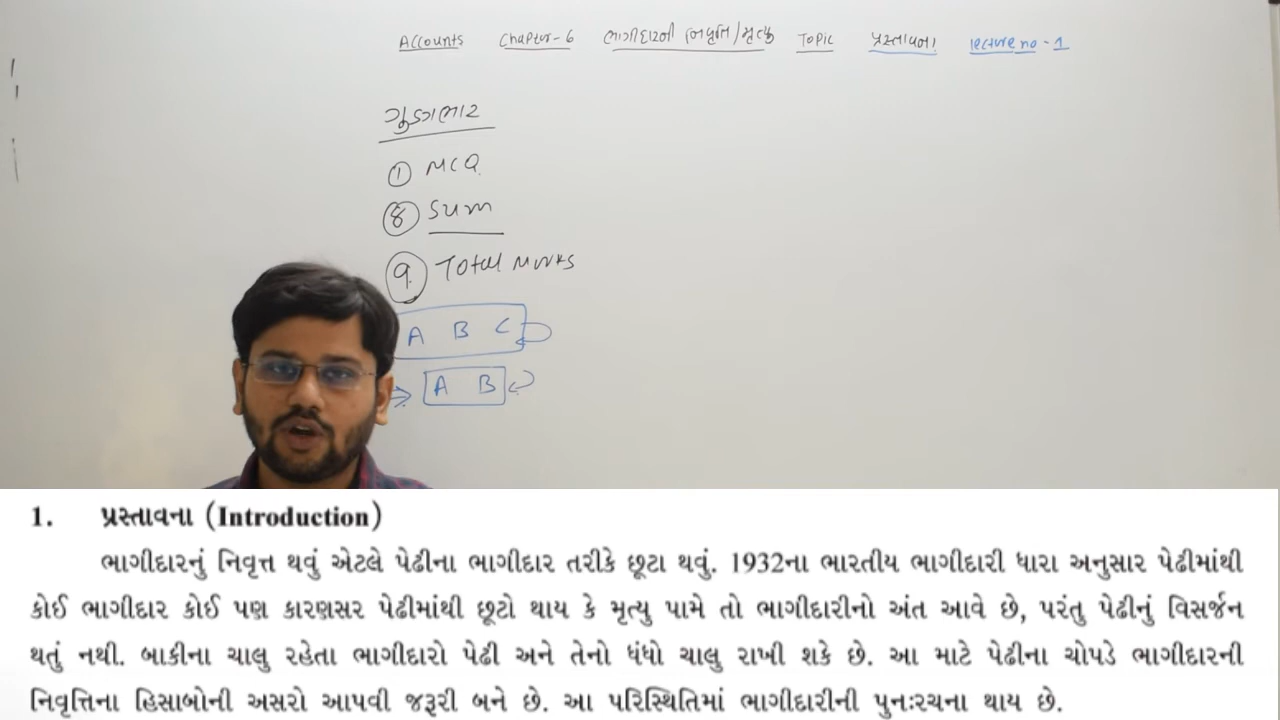 Accounts Chapter-6 ભાગીદારની નિવૃત્તિ/મૃત્યુ Topic પ્રસ્તાવના lecture no - 1
ગુણભાર
① MCQ
⑧ Sum
⑨ Total Marks
A B C
⇒ A B
1. પ્રસ્તાવના (Introduction)
ભાગીદારનું નિવૃત્ત થવું એટલે પેઢીના ભાગીદાર તરીકે છૂટા થવું. 1932ના ભારતીય ભાગીદારી ધારા અનુસાર પેઢીમાંથી
કોઈ ભાગીદાર કોઈ પણ કારણસર પેઢીમાંથી છૂટો થાય કે મૃત્યુ પામે તો ભાગીદારીનો અંત આવે છે, પરંતુ પેઢીનું વિસર્જન
થતું નથી. બાકીના ચાલુ રહેતા ભાગીદારો પેઢી અને તેનો ધંધો ચાલુ રાખી શકે છે. આ માટે પેઢીના ચોપડે ભાગીદારની
નિવૃત્તિના હિસાબોની અસરો આપવી જરૂરી બને છે. આ પરિસ્થિતિમાં ભાગીદારીની પુનઃરચના થાય છે.